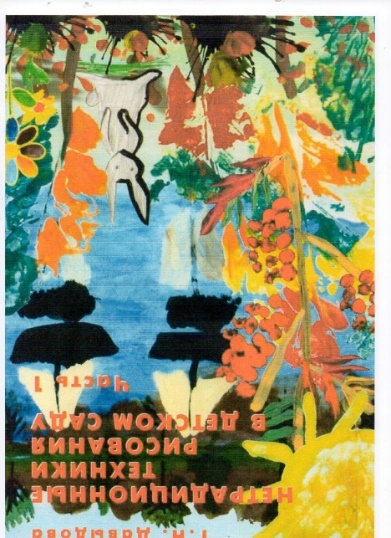 Г.Н. Давыдова
НЕТРАДИЦИОННЫЕ
ТЕХНИКИ
РИСОВАНИЯ
В ДЕТСКОМ САДУ
Часть 1